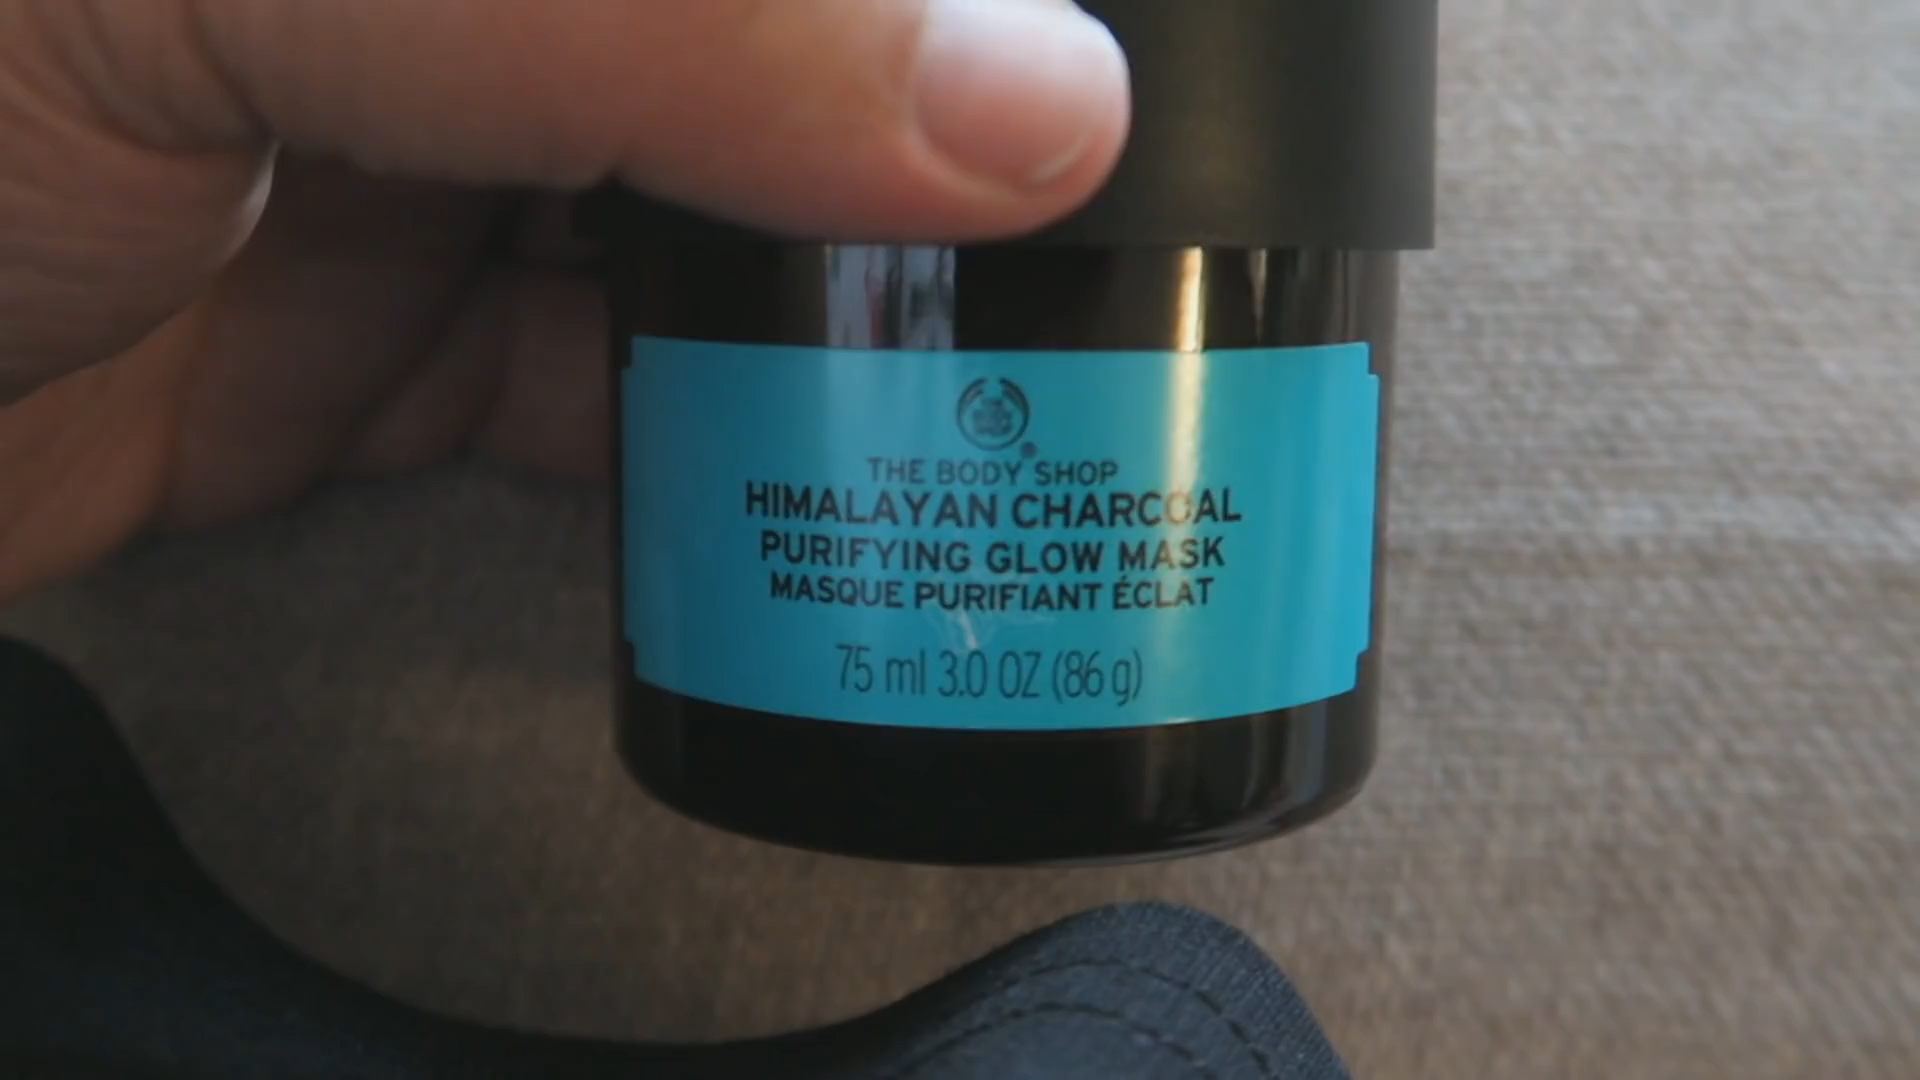 THE BODY SHOP
HIMALAYAN CHARCOAL
PURIFYING GLOW MASK
MASQUE PURIFIANT ÉCLAT
75 ml 3.0 OZ (86 g)